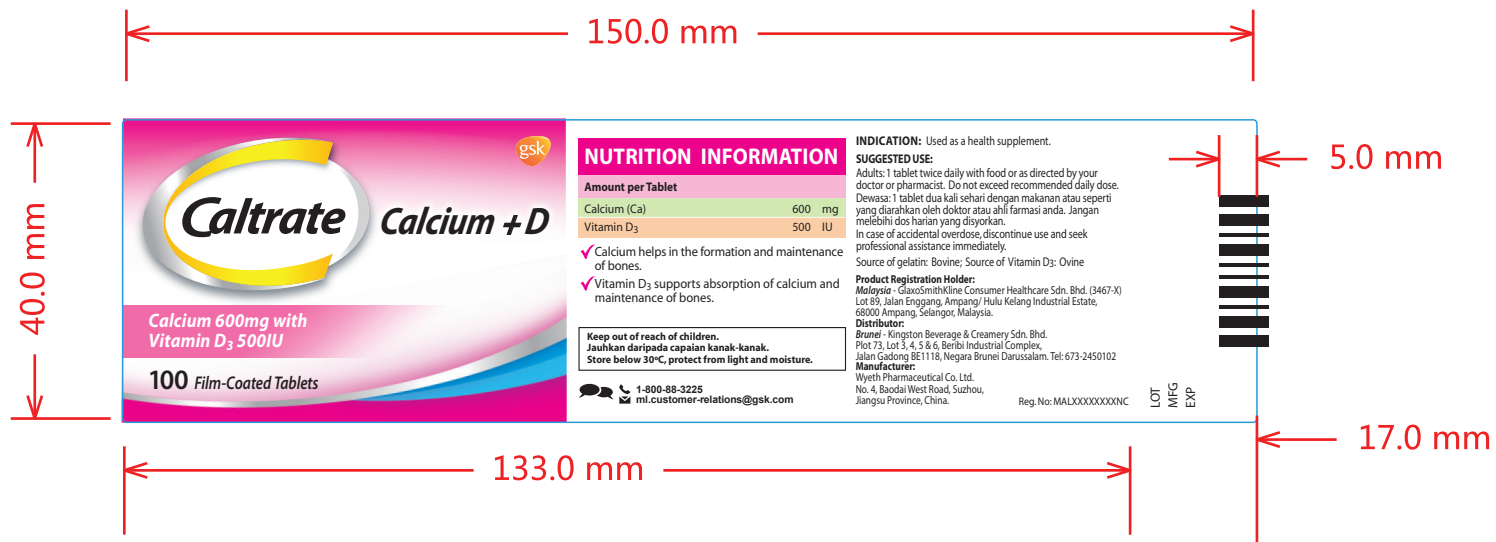 150.0 mm
40.0 mm
gsk
Caltrate Calcium + D
Calcium 600mg with
Vitamin D3 500IU
100 Film-Coated Tablets
NUTRITION INFORMATION
Amount per Tablet
Calcium (Ca) 600 mg
Vitamin D3 500 IU
Calcium helps in the formation and maintenance
of bones.
Vitamin D3 supports absorption of calcium and
maintenance of bones.
Keep out of reach of children.
Jauhkan daripada capaian kanak-kanak.
Store below 30ºC, protect from light and moisture.
1-800-88-3225
ml.customer-relations@gsk.com
INDICATION: Used as a health supplement.
SUGGESTED USE:
Adults: 1 tablet twice daily with food or as directed by your
doctor or pharmacist. Do not exceed recommended daily dose.
Dewasa: 1 tablet dua kali sehari dengan makanan atau seperti
yang diarahkan oleh doktor atau ahli farmasi anda. Jangan
melebihi dos harian yang disyorkan.
In case of accidental overdose, discontinue use and seek
professional assistance immediately.
Source of gelatin: Bovine; Source of Vitamin D3: Ovine
Product Registration Holder:
Malaysia - GlaxoSmithKline Consumer Healthcare Sdn. Bhd. (3467-X)
Lot 89, Jalan Enggang, Ampang/ Hulu Kelang Industrial Estate,
68000 Ampang, Selangor, Malaysia.
Distributor:
Brunei - Kingston Beverage & Creamery Sdn. Bhd.
Plot 73, Lot 3, 4, 5 & 6, Beribi Industrial Complex,
Jalan Gadong BE1118, Negara Brunei Darussalam. Tel: 673-2450102
Manufacturer:
Wyeth Pharmaceutical Co. Ltd.
No. 4, Baodai West Road, Suzhou,
Jiangsu Province, China.
Reg. No: MALXXXXXXXXNC
LOT
MFG
EXP
5.0 mm
17.0 mm
133.0 mm